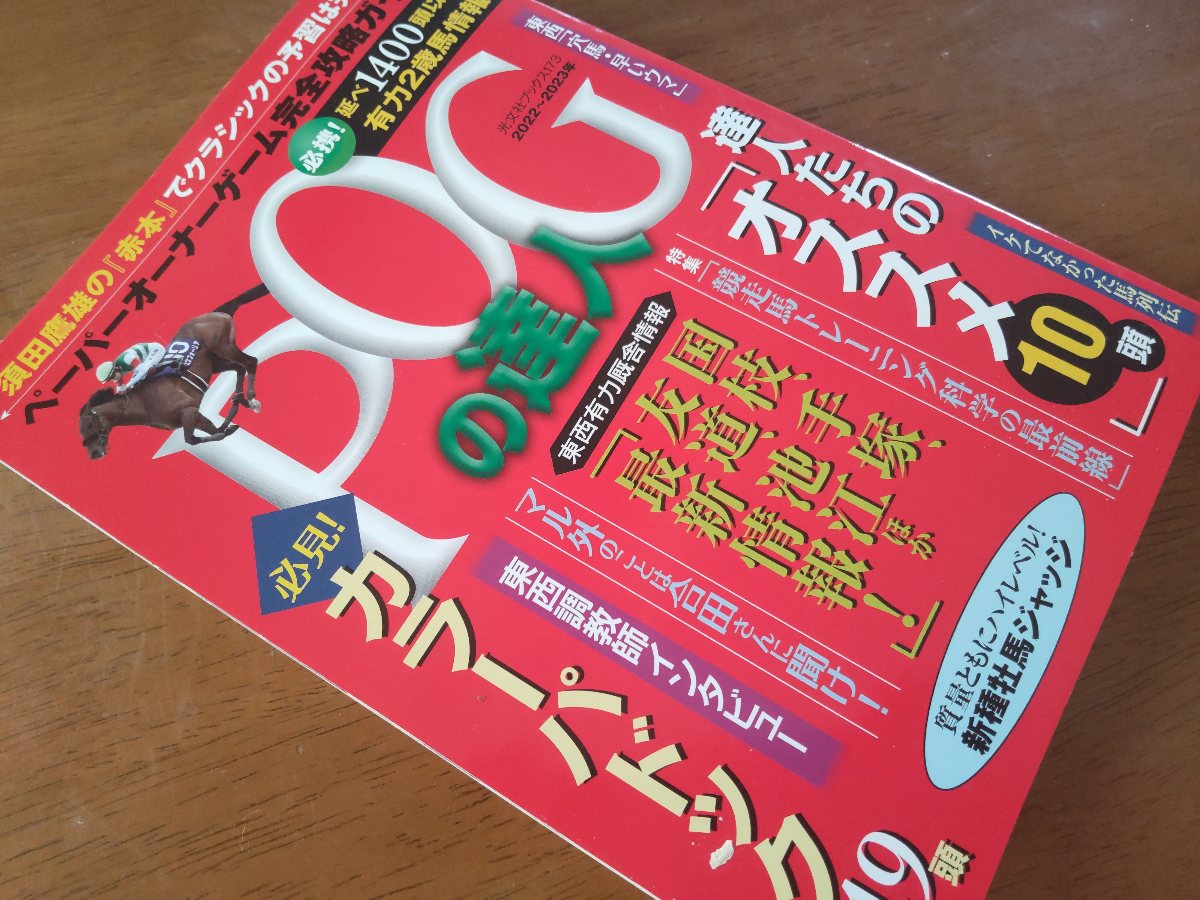 須田鷹雄の『赤本』でクラシックの予習は
ペーパーオーナーゲーム完全攻略ガ
必携!
延べ1400頭以
有力2歳馬情報
POG
の達人
光文社ブックス173
2022~2023年
東西「穴馬・早いウマ」
達人たちの
「オススメ10頭」
イケてなかった馬列伝
特集「競走馬トレーニング科学の最前線」
東西有力厩舎情報
国枝、手塚、
友道、池江ほか
「最新情報!」
マル外のことは合田さんに聞け!
東西調教師インタビュー
質量ともにハイレベル!
新種牡馬ジャッジ
必見!
カラーパドック
19頭